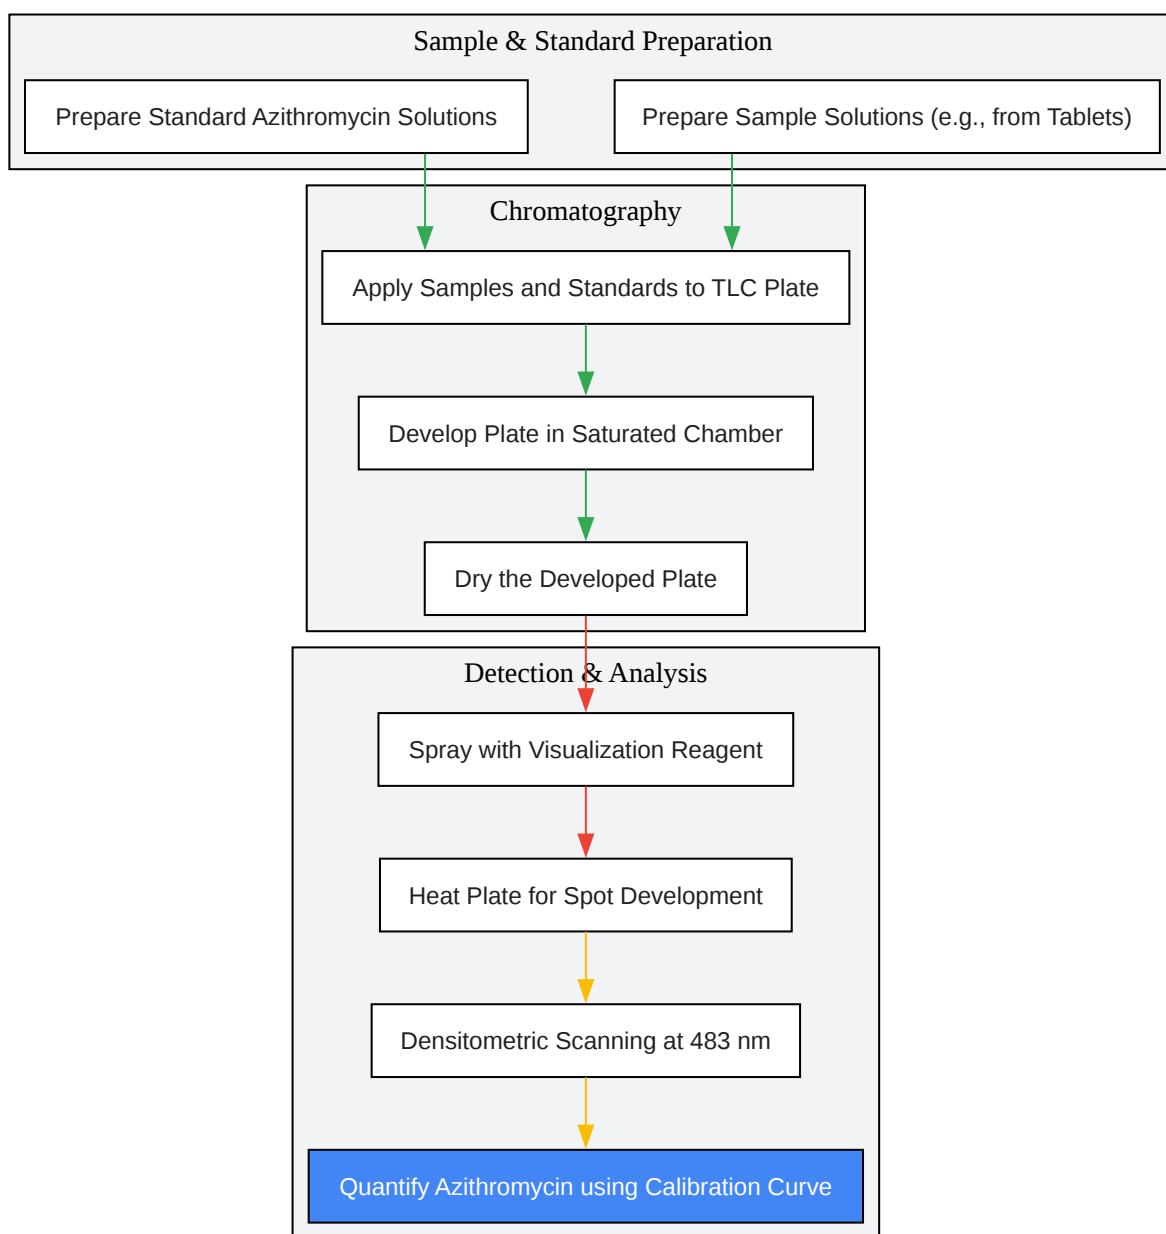 Sample & Standard Preparation
Prepare Standard Azithromycin Solutions
Prepare Sample Solutions (e.g., from Tablets)
Chromatography
Apply Samples and Standards to TLC Plate
Develop Plate in Saturated Chamber
Dry the Developed Plate
Detection & Analysis
Spray with Visualization Reagent
Heat Plate for Spot Development
Densitometric Scanning at 483 nm
Quantify Azithromycin using Calibration Curve